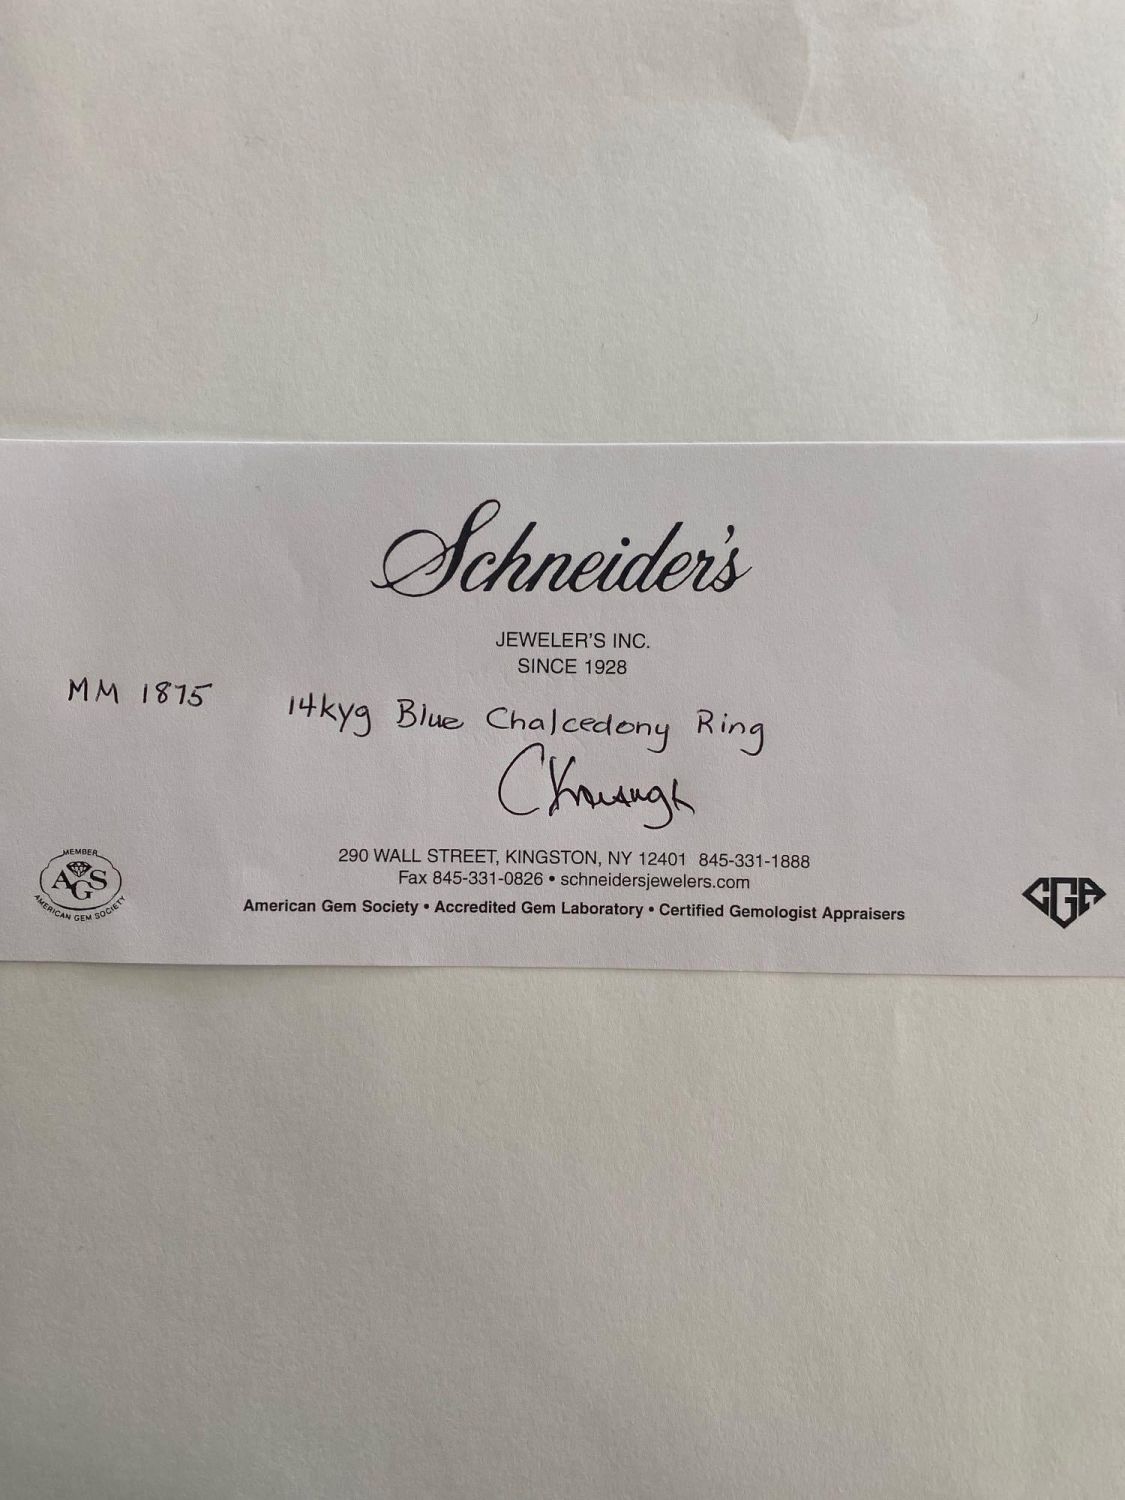 Schneider's
JEWELER'S INC.
SINCE 1928
MM 1875 14kyg Blue Chalcedony Ring
290 WALL STREET, KINGSTON, NY 12401 845-331-1888
Fax 845-331-0826 • schneidersjewelers.com
American Gem Society • Accredited Gem Laboratory • Certified Gemologist Appraisers
MEMBER
AGS
AMERICAN GEM SOCIETY
CGA